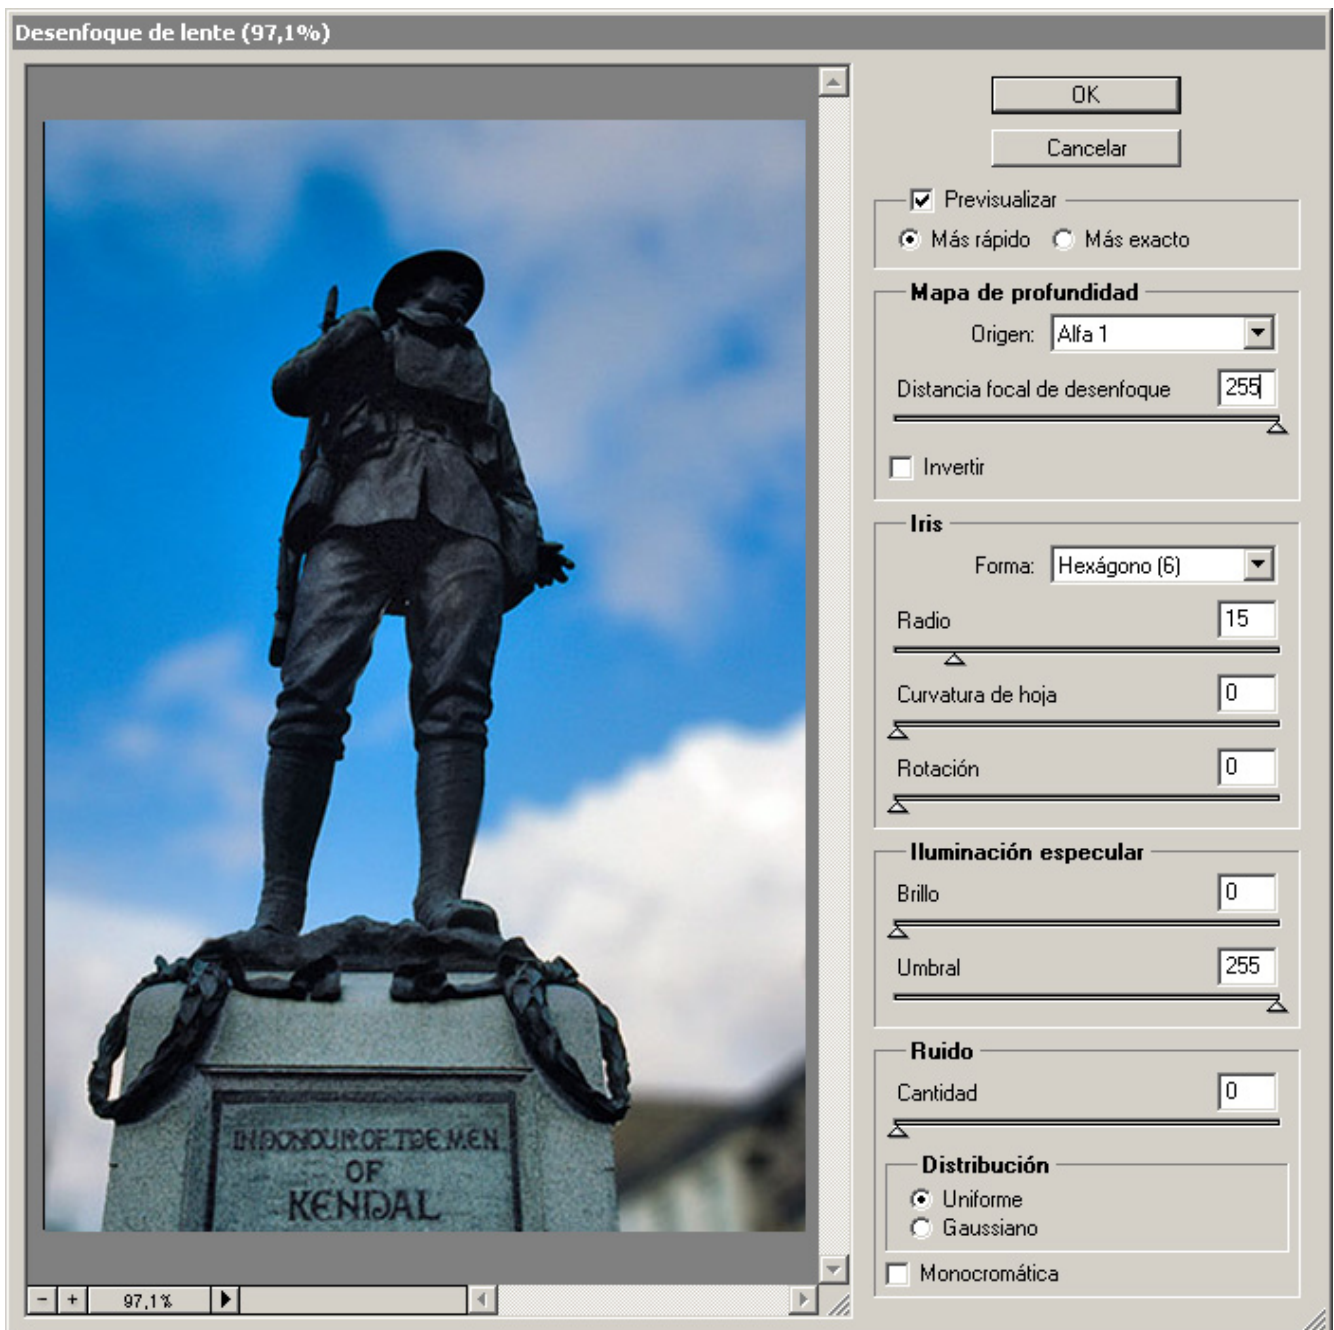 Desenfoque de lente (97,1%)
OK
Cancelar
Previsualizar
Más rápido Más exacto
Mapa de profundidad
Origen: Alfa 1
Distancia focal de desenfoque 255
Invertir
Iris
Forma: Hexágono (6)
Radio 15
Curvatura de hoja 0
Rotación 0
Iluminación especular
Brillo 0
Umbral 255
Ruido
Cantidad 0
Distribución
Uniforme
Gaussiano
Monocromática
IN HONOUR OF THE MEN
OF
KENDAL
- + 97,1%